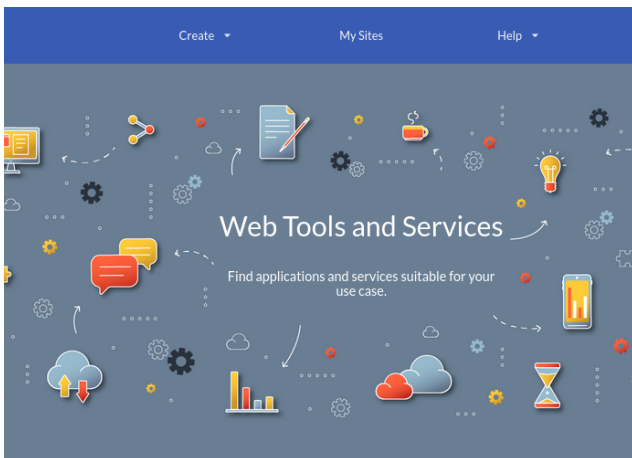 Create
My Sites
Help
Web Tools and Services
Find applications and services suitable for your
use case.